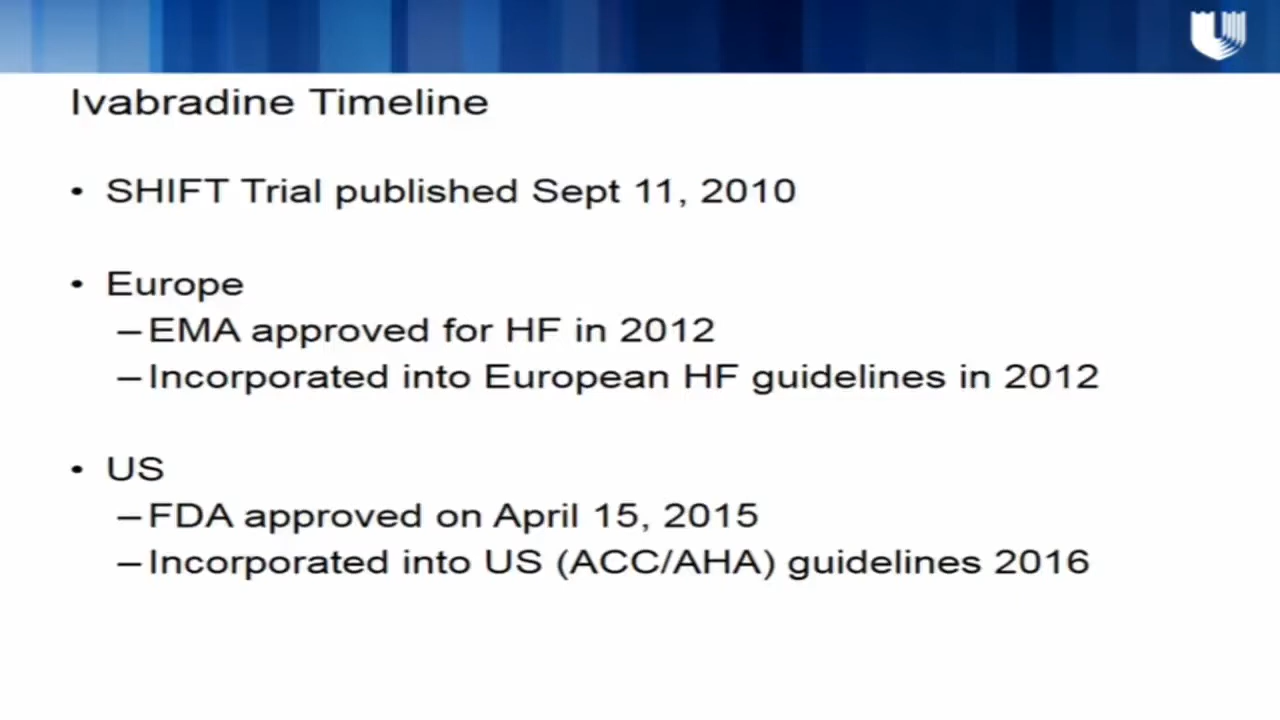 Ivabradine Timeline
• SHIFT Trial published Sept 11, 2010
• Europe
–EMA approved for HF in 2012
–Incorporated into European HF guidelines in 2012
• US
–FDA approved on April 15, 2015
–Incorporated into US (ACC/AHA) guidelines 2016